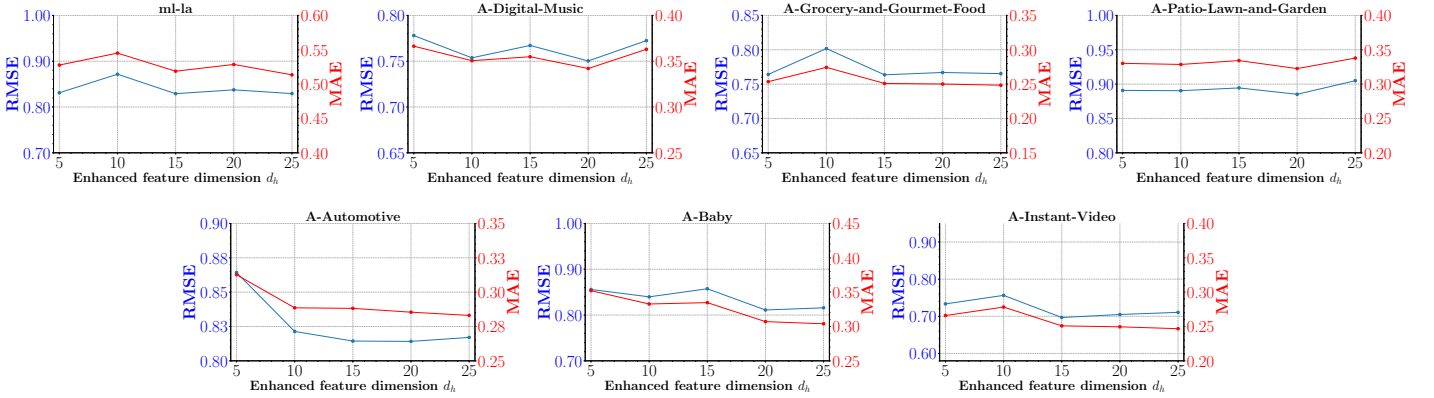 ml-la
1.00
0.90
0.80
0.70
RMSE
0.60
0.55
0.50
0.45
0.40
MAE
5 10 15 20 25
Enhanced feature dimension d_h
A-Digital-Music
0.80
0.75
0.75
0.65
RMSE
0.40
0.35
0.30
0.25
MAE
5 10 15 20 25
Enhanced feature dimension d_h
A-Grocery-and-Gourmet-Food
0.85
0.80
0.75
0.70
0.65
RMSE
0.35
0.30
0.25
0.20
0.15
MAE
5 10 15 20 25
Enhanced feature dimension d_h
A-Patio-Lawn-and-Garden
1.00
0.95
0.90
0.85
0.80
RMSE
0.40
0.35
0.30
0.25
0.20
MAE
5 10 15 20 25
Enhanced feature dimension d_h
A-Automotive
0.90
0.88
0.85
0.83
0.80
RMSE
0.35
0.33
0.30
0.28
0.25
MAE
5 10 15 20 25
Enhanced feature dimension d_h
A-Baby
1.00
0.90
0.80
0.70
RMSE
0.45
0.40
0.35
0.30
0.25
MAE
5 10 15 20 25
Enhanced feature dimension d_h
A-Instant-Video
0.90
0.80
0.70
0.60
RMSE
0.40
0.35
0.30
0.25
0.20
MAE
5 10 15 20 25
Enhanced feature dimension d_h